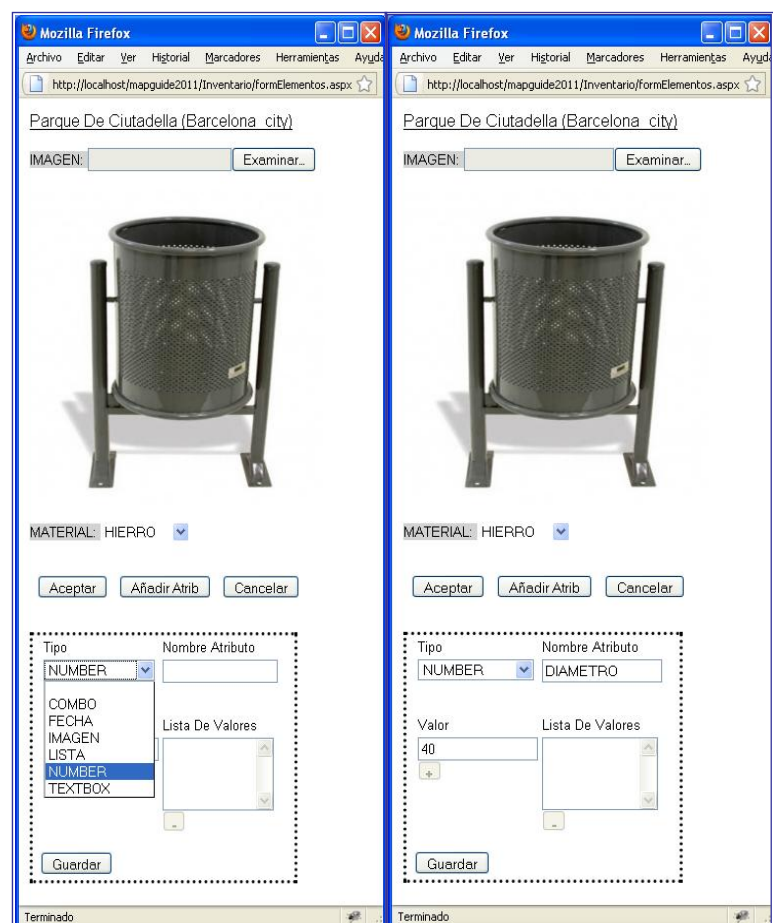 Mozilla Firefox
Archivo Editar Ver Historial Marcadores Herramientas Ayuda
http://localhost/mapguide2011/Inventario/formElementos.aspx
Parque De Ciutadella (Barcelona city)
IMAGEN: Examinar...
MATERIAL: HIERRO
Aceptar Añadir Atrib Cancelar
Tipo Nombre Atributo
NUMBER
COMBO
FECHA
IMAGEN
LISTA
NUMBER
TEXTBOX
Lista De Valores
-
Guardar
Terminado
Mozilla Firefox
Archivo Editar Ver Historial Marcadores Herramientas Ayud
http://localhost/mapguide2011/Inventario/formElementos.aspx
Parque De Ciutadella (Barcelona city)
IMAGEN: Examinar...
MATERIAL: HIERRO
Aceptar Añadir Atrib Cancelar
Tipo Nombre Atributo
NUMBER DIAMETRO
Valor Lista De Valores
40
+
-
Guardar
Terminado